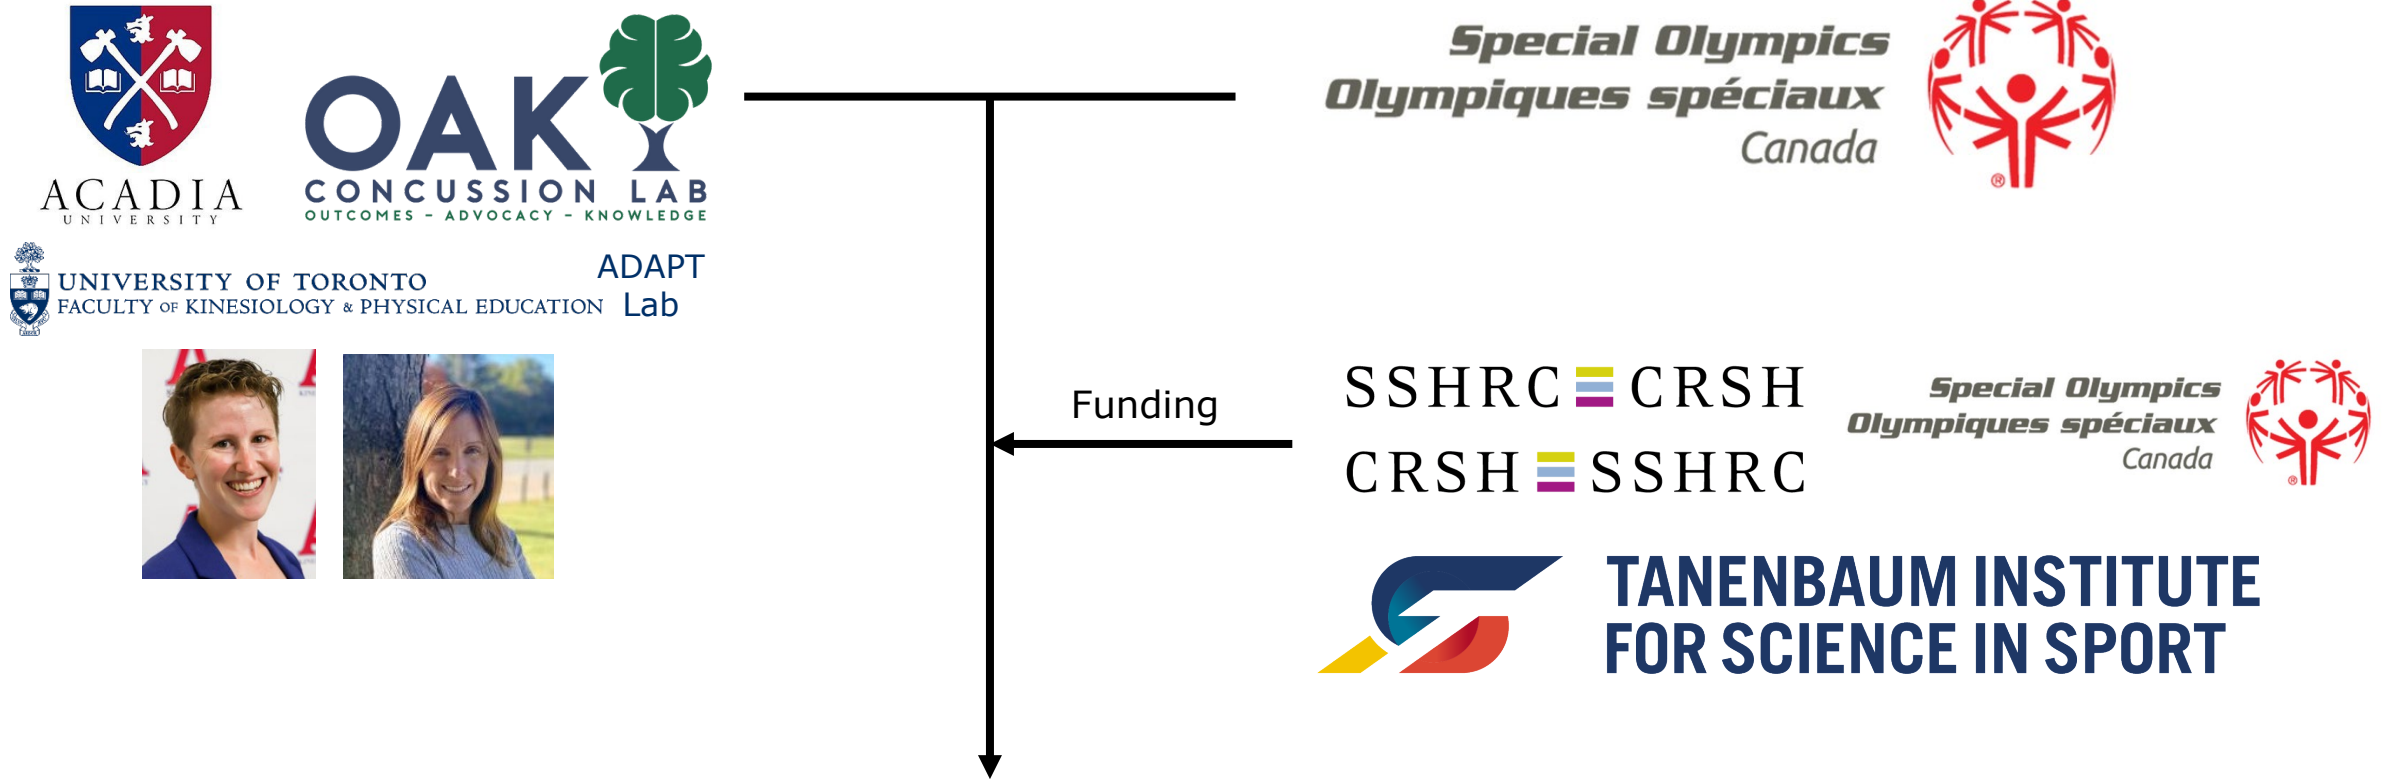 ACADIA
UNIVERSITY
OAK
CONCUSSION LAB
OUTCOMES – ADVOCACY – KNOWLEDGE
UNIVERSITY OF TORONTO
FACULTY OF KINESIOLOGY & PHYSICAL EDUCATION
ADAPT
Lab
Special Olympics
Olympiques spéciaux
Canada
®
Funding
SSHRC CRSH
CRSH SSHRC
Special Olympics
Olympiques spéciaux
Canada
®
TANENBAUM INSTITUTE
FOR SCIENCE IN SPORT